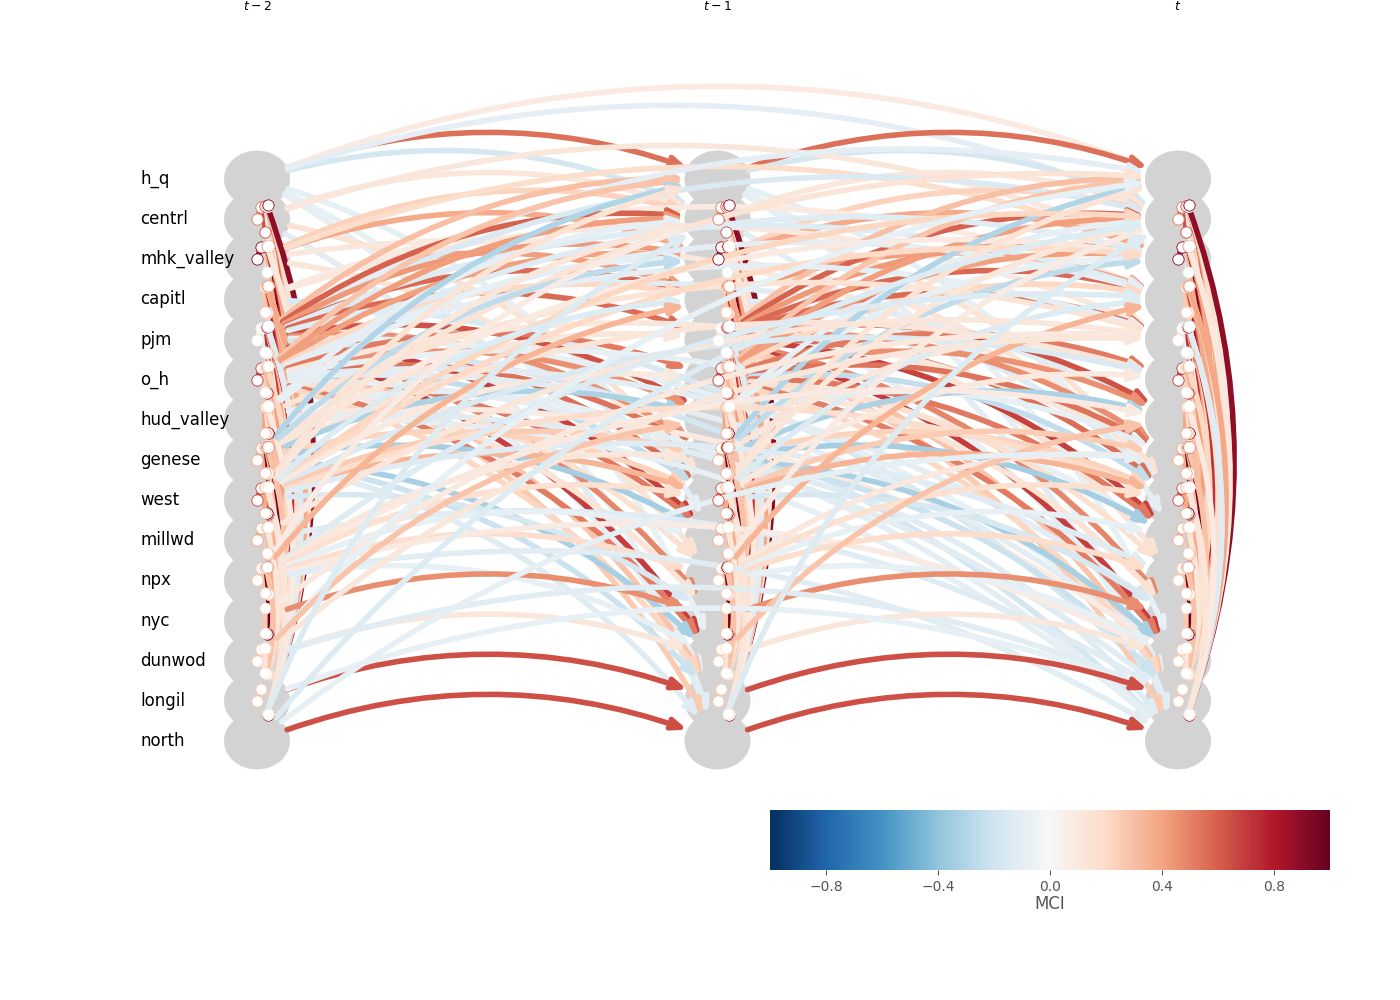 t − 2 t − 1 t
h_q
centrl
mhk_valley
capitl
pjm
o_h
hud_valley
genese
west
millwd
npx
nyc
dunwod
longil
north
−0.8 −0.4 0.0 0.4 0.8
MCI